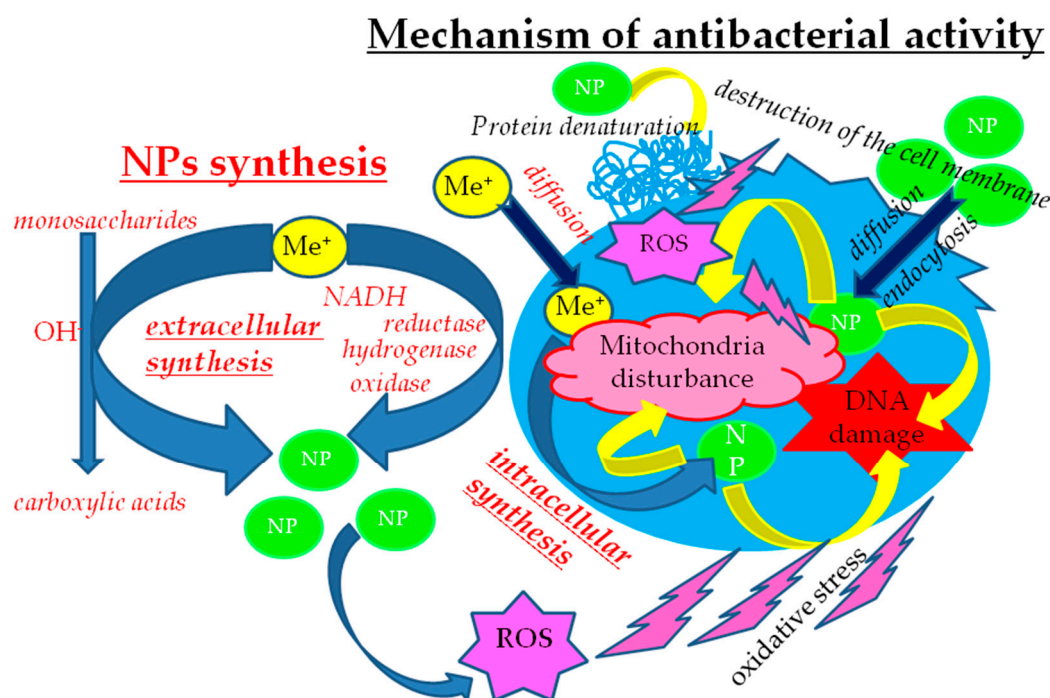 Mechanism of antibacterial activity
NP
Protein denaturation
destruction of the cell membrane
NP
NPs synthesis
Me⁺
diffusion
monosaccharides
Me⁺
ROS
diffusion
endocytosis
NADH
reductase
hydrogenase
oxidase
OH⁻
extracellular
synthesis
Me⁺
NP
Mitochondria
disturbance
DNA
damage
N
P
NP
NP
NP
carboxylic acids
intracellular
synthesis
ROS
oxidative stress